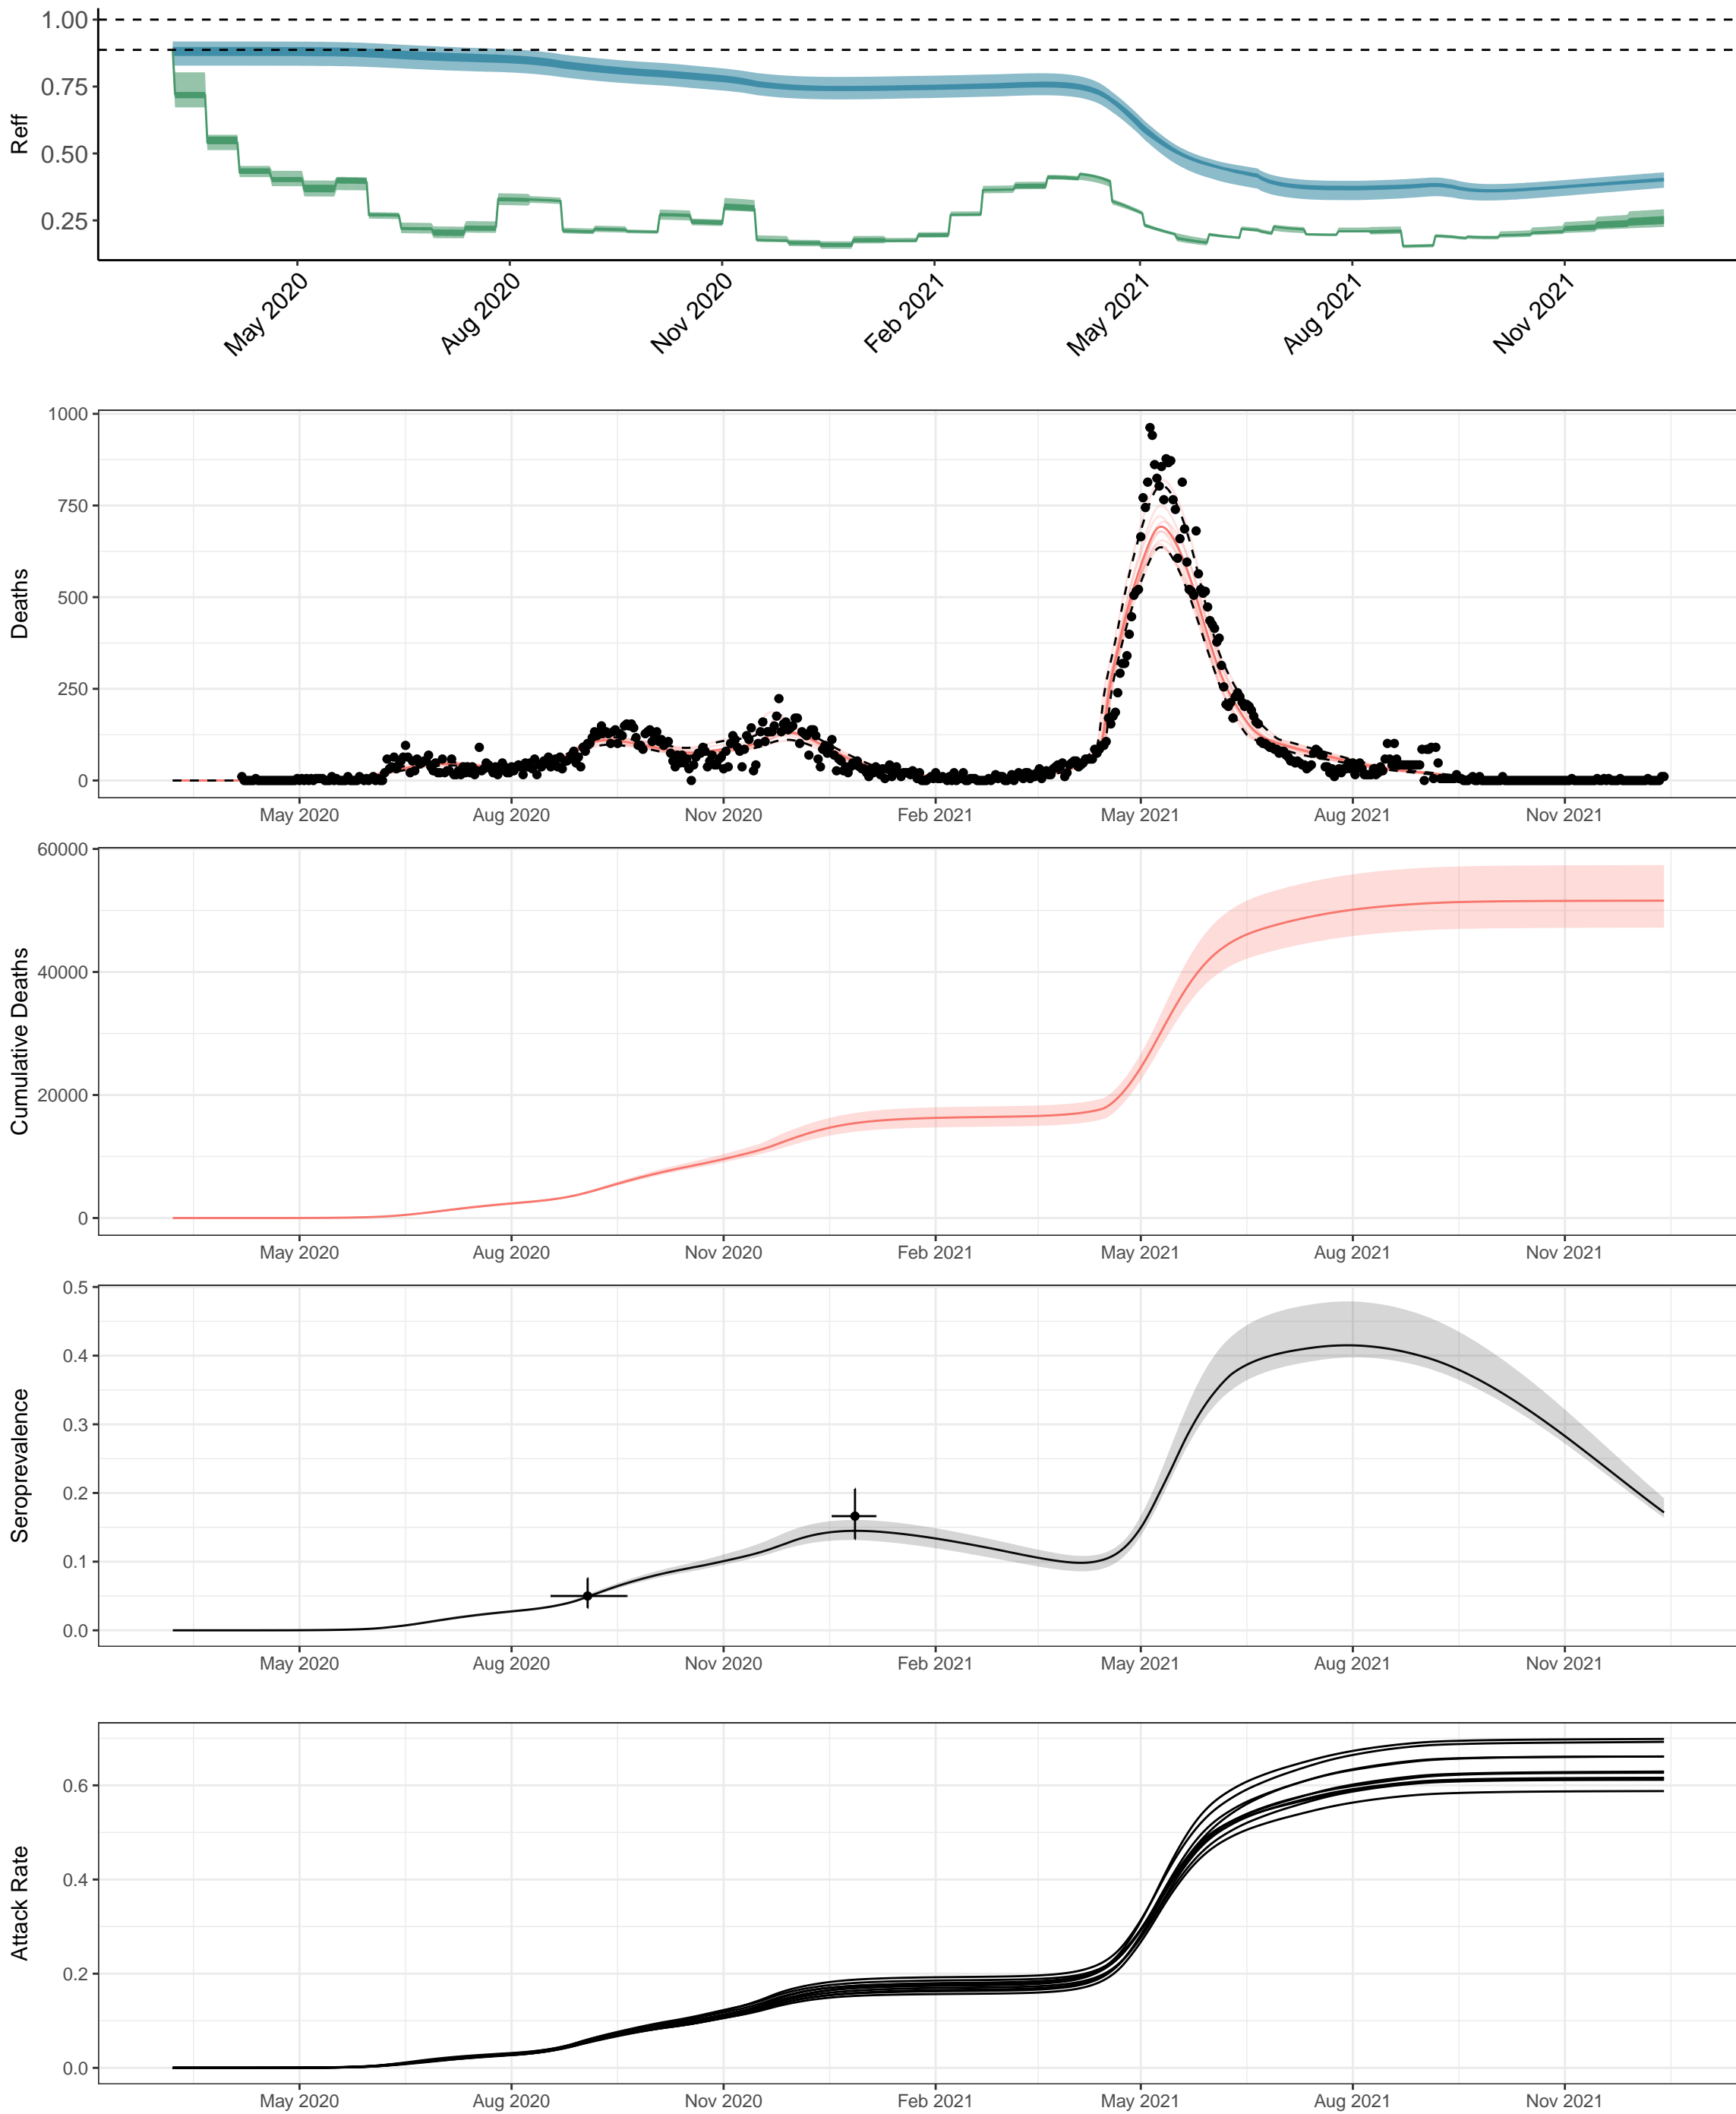 Reff
1.00
0.75
0.50
0.25
May 2020
Aug 2020
Nov 2020
Feb 2021
May 2021
Aug 2021
Nov 2021
Deaths
1000
750
500
250
0
May 2020
Aug 2020
Nov 2020
Feb 2021
May 2021
Aug 2021
Nov 2021
Cumulative Deaths
60000
40000
20000
0
May 2020
Aug 2020
Nov 2020
Feb 2021
May 2021
Aug 2021
Nov 2021
Seroprevalence
0.5
0.4
0.3
0.2
0.1
0.0
May 2020
Aug 2020
Nov 2020
Feb 2021
May 2021
Aug 2021
Nov 2021
Attack Rate
0.6
0.4
0.2
0.0
May 2020
Aug 2020
Nov 2020
Feb 2021
May 2021
Aug 2021
Nov 2021